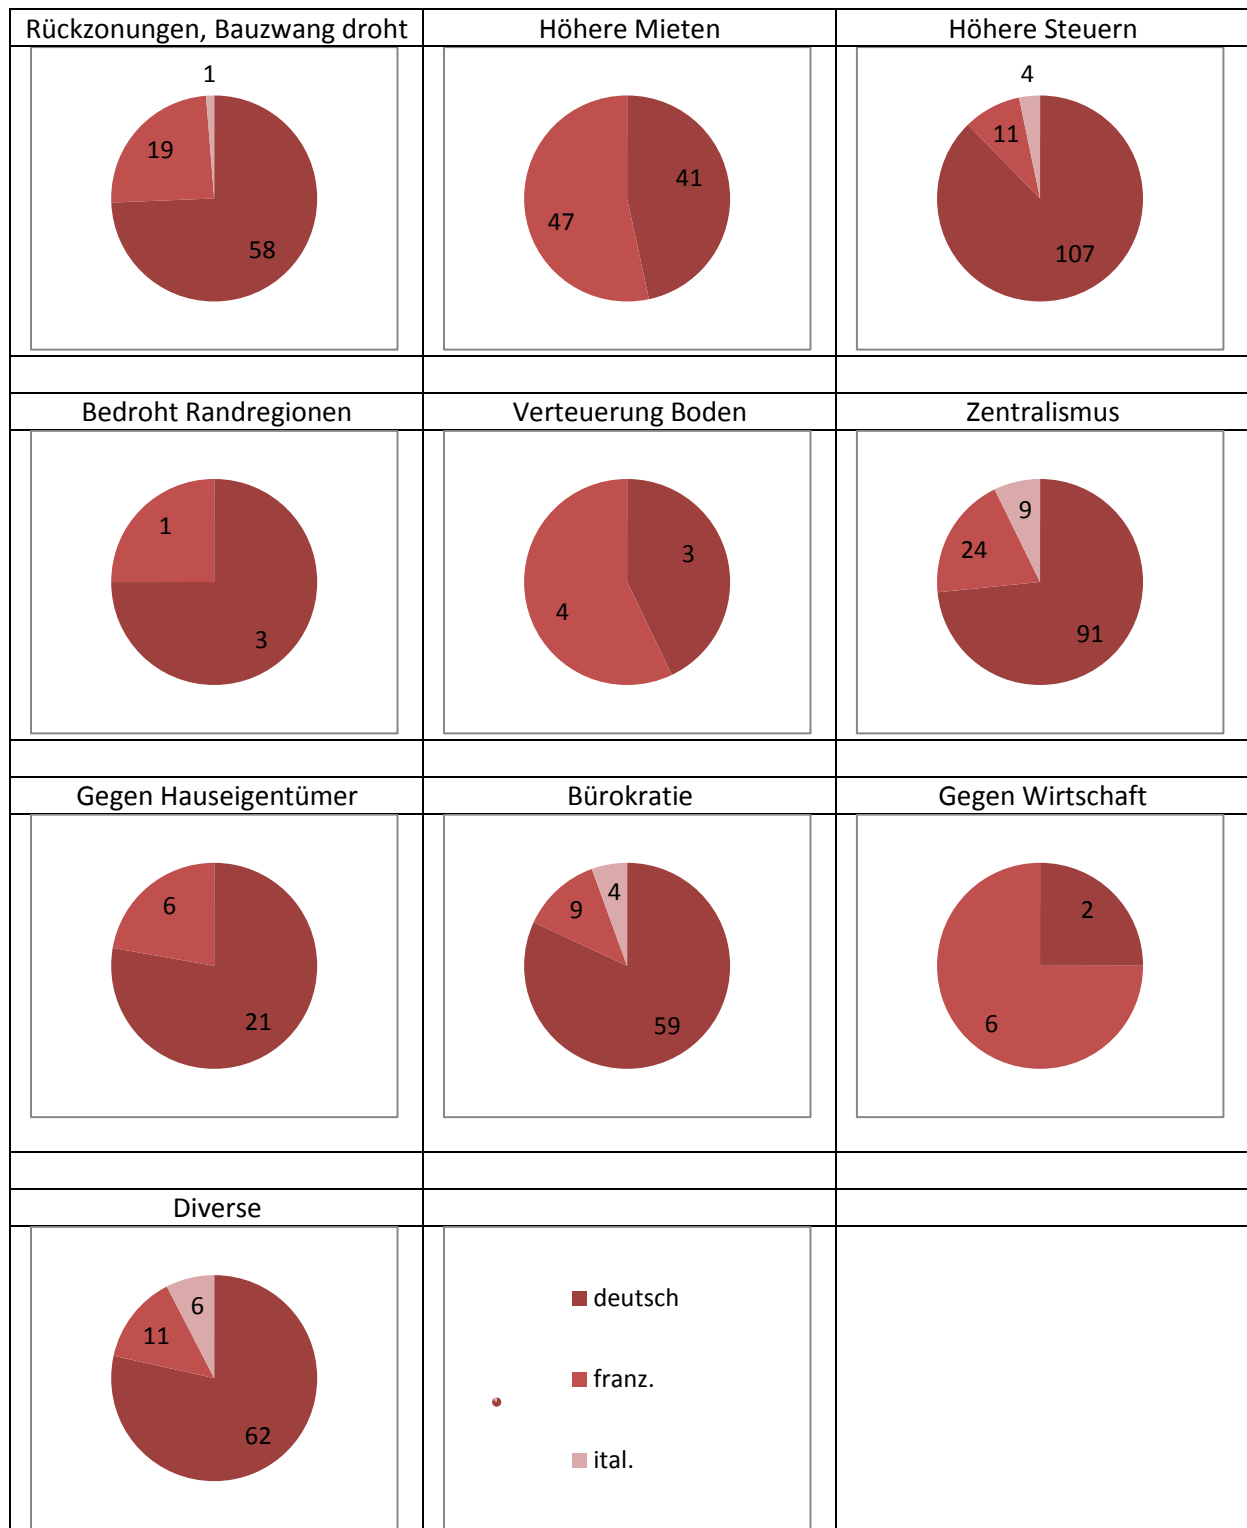 Rückzonungen, Bauzwang droht
Höhere Mieten
Höhere Steuern
1
19
58
41
47
4
11
107
Bedroht Randregionen
Verteuerung Boden
Zentralismus
1
3
3
4
9
24
91
Gegen Hauseigentümer
Bürokratie
Gegen Wirtschaft
6
21
4
9
59
2
6
Diverse
6
11
62
deutsch
franz.
ital.